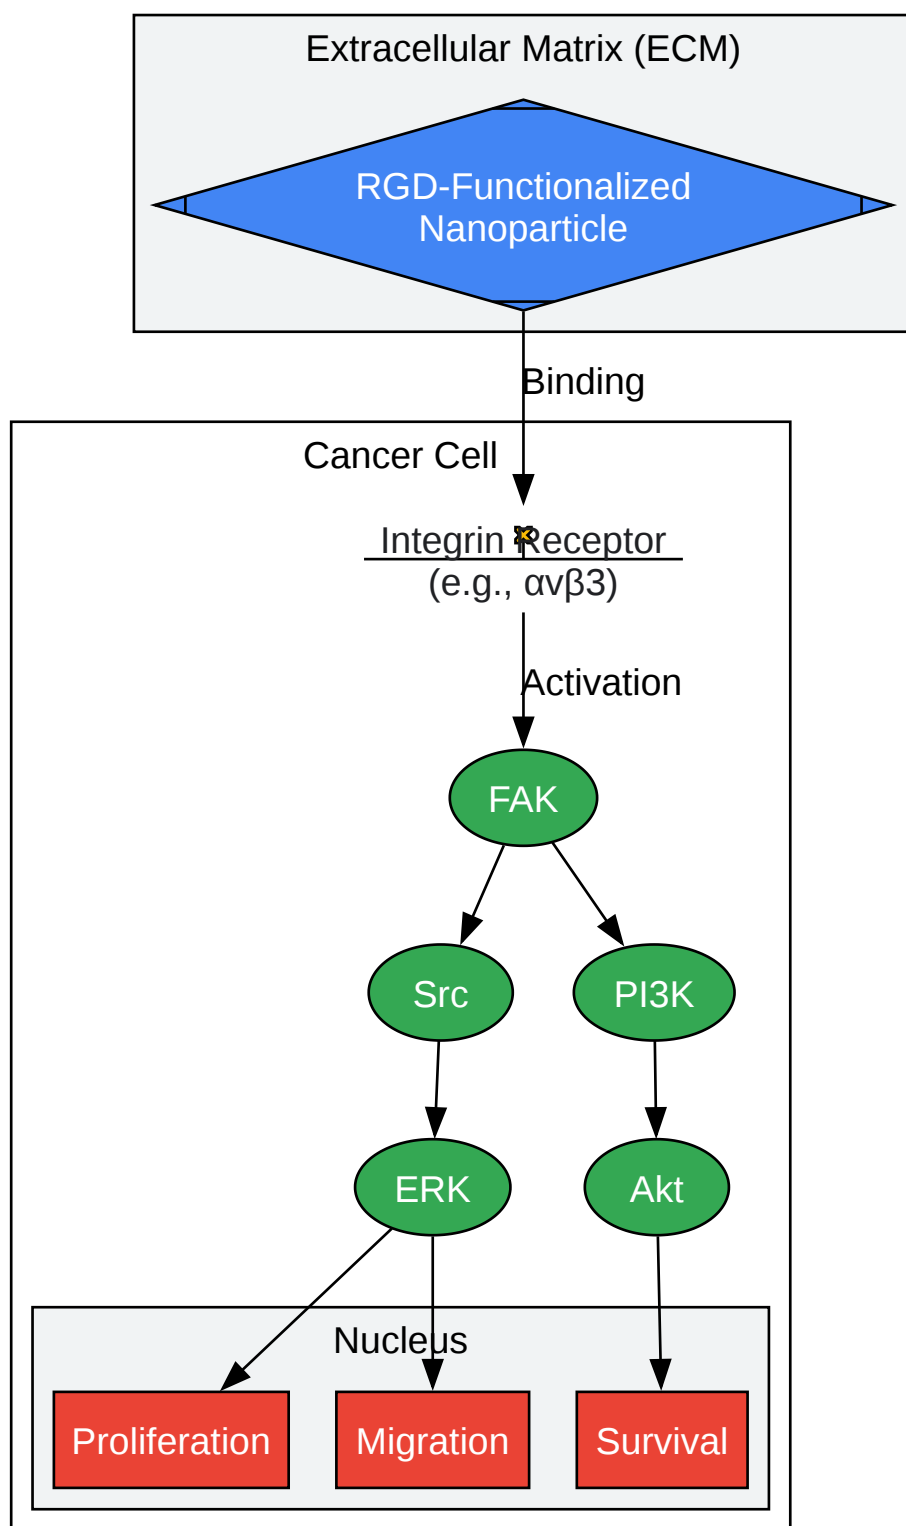 Extracellular Matrix (ECM)
RGD-Functionalized
Nanoparticle
Binding
Cancer Cell
Integrin Receptor
(e.g., αvβ3)
Activation
FAK
Src
PI3K
ERK
Akt
Nucleus
Proliferation
Migration
Survival